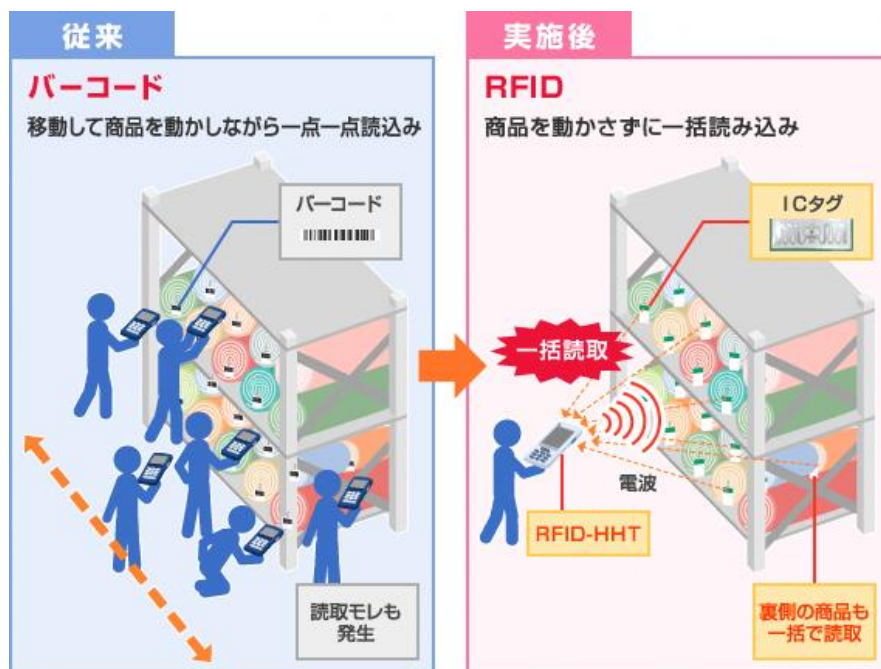 従来
バーコード
移動して商品を動かしながら一点一点読込み
バーコード
読取モレも
発生
実施後
RFID
商品を動かさずに一括読み込み
ICタグ
一括読取
電波
RFID-HHT
裏側の商品も
一括で読取